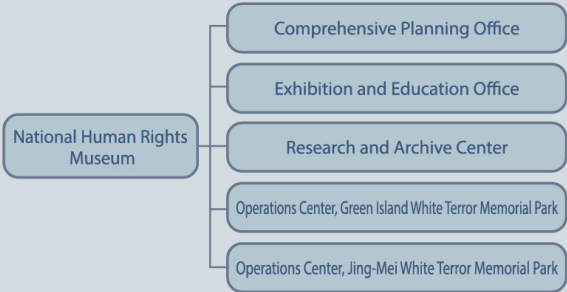 Comprehensive Planning Office
Exhibition and Education Office
National Human Rights
Museum
Research and Archive Center
Operations Center, Green Island White Terror Memorial Park
Operations Center, Jing-Mei White Terror Memorial Park